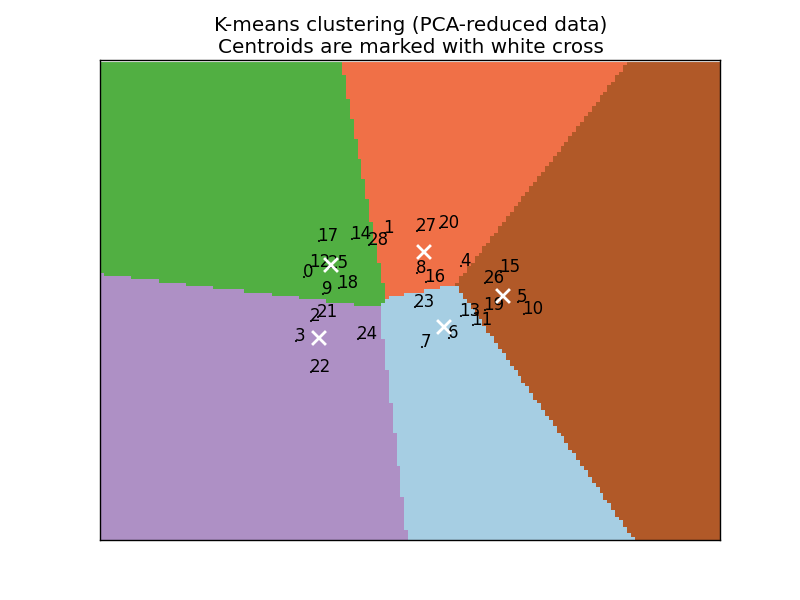 K-means clustering (PCA-reduced data)
Centroids are marked with white cross
27 20
1
17 14 28
4
12 25 15
0 8 16 26
9 18
23 19 5
2 21 13 11 10
3 24 7 6
22